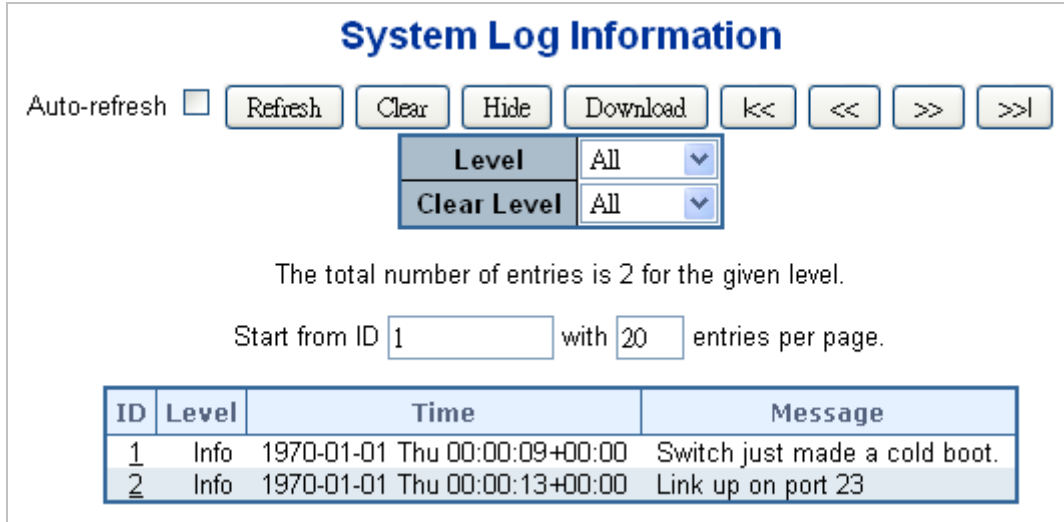 System Log Information
Auto-refresh Refresh Clear Hide Download |<< << >> >>|
Level All
Clear Level All
The total number of entries is 2 for the given level.
Start from ID 1 with 20 entries per page.
ID Level Time Message
1 Info 1970-01-01 Thu 00:00:09+00:00 Switch just made a cold boot.
2 Info 1970-01-01 Thu 00:00:13+00:00 Link up on port 23